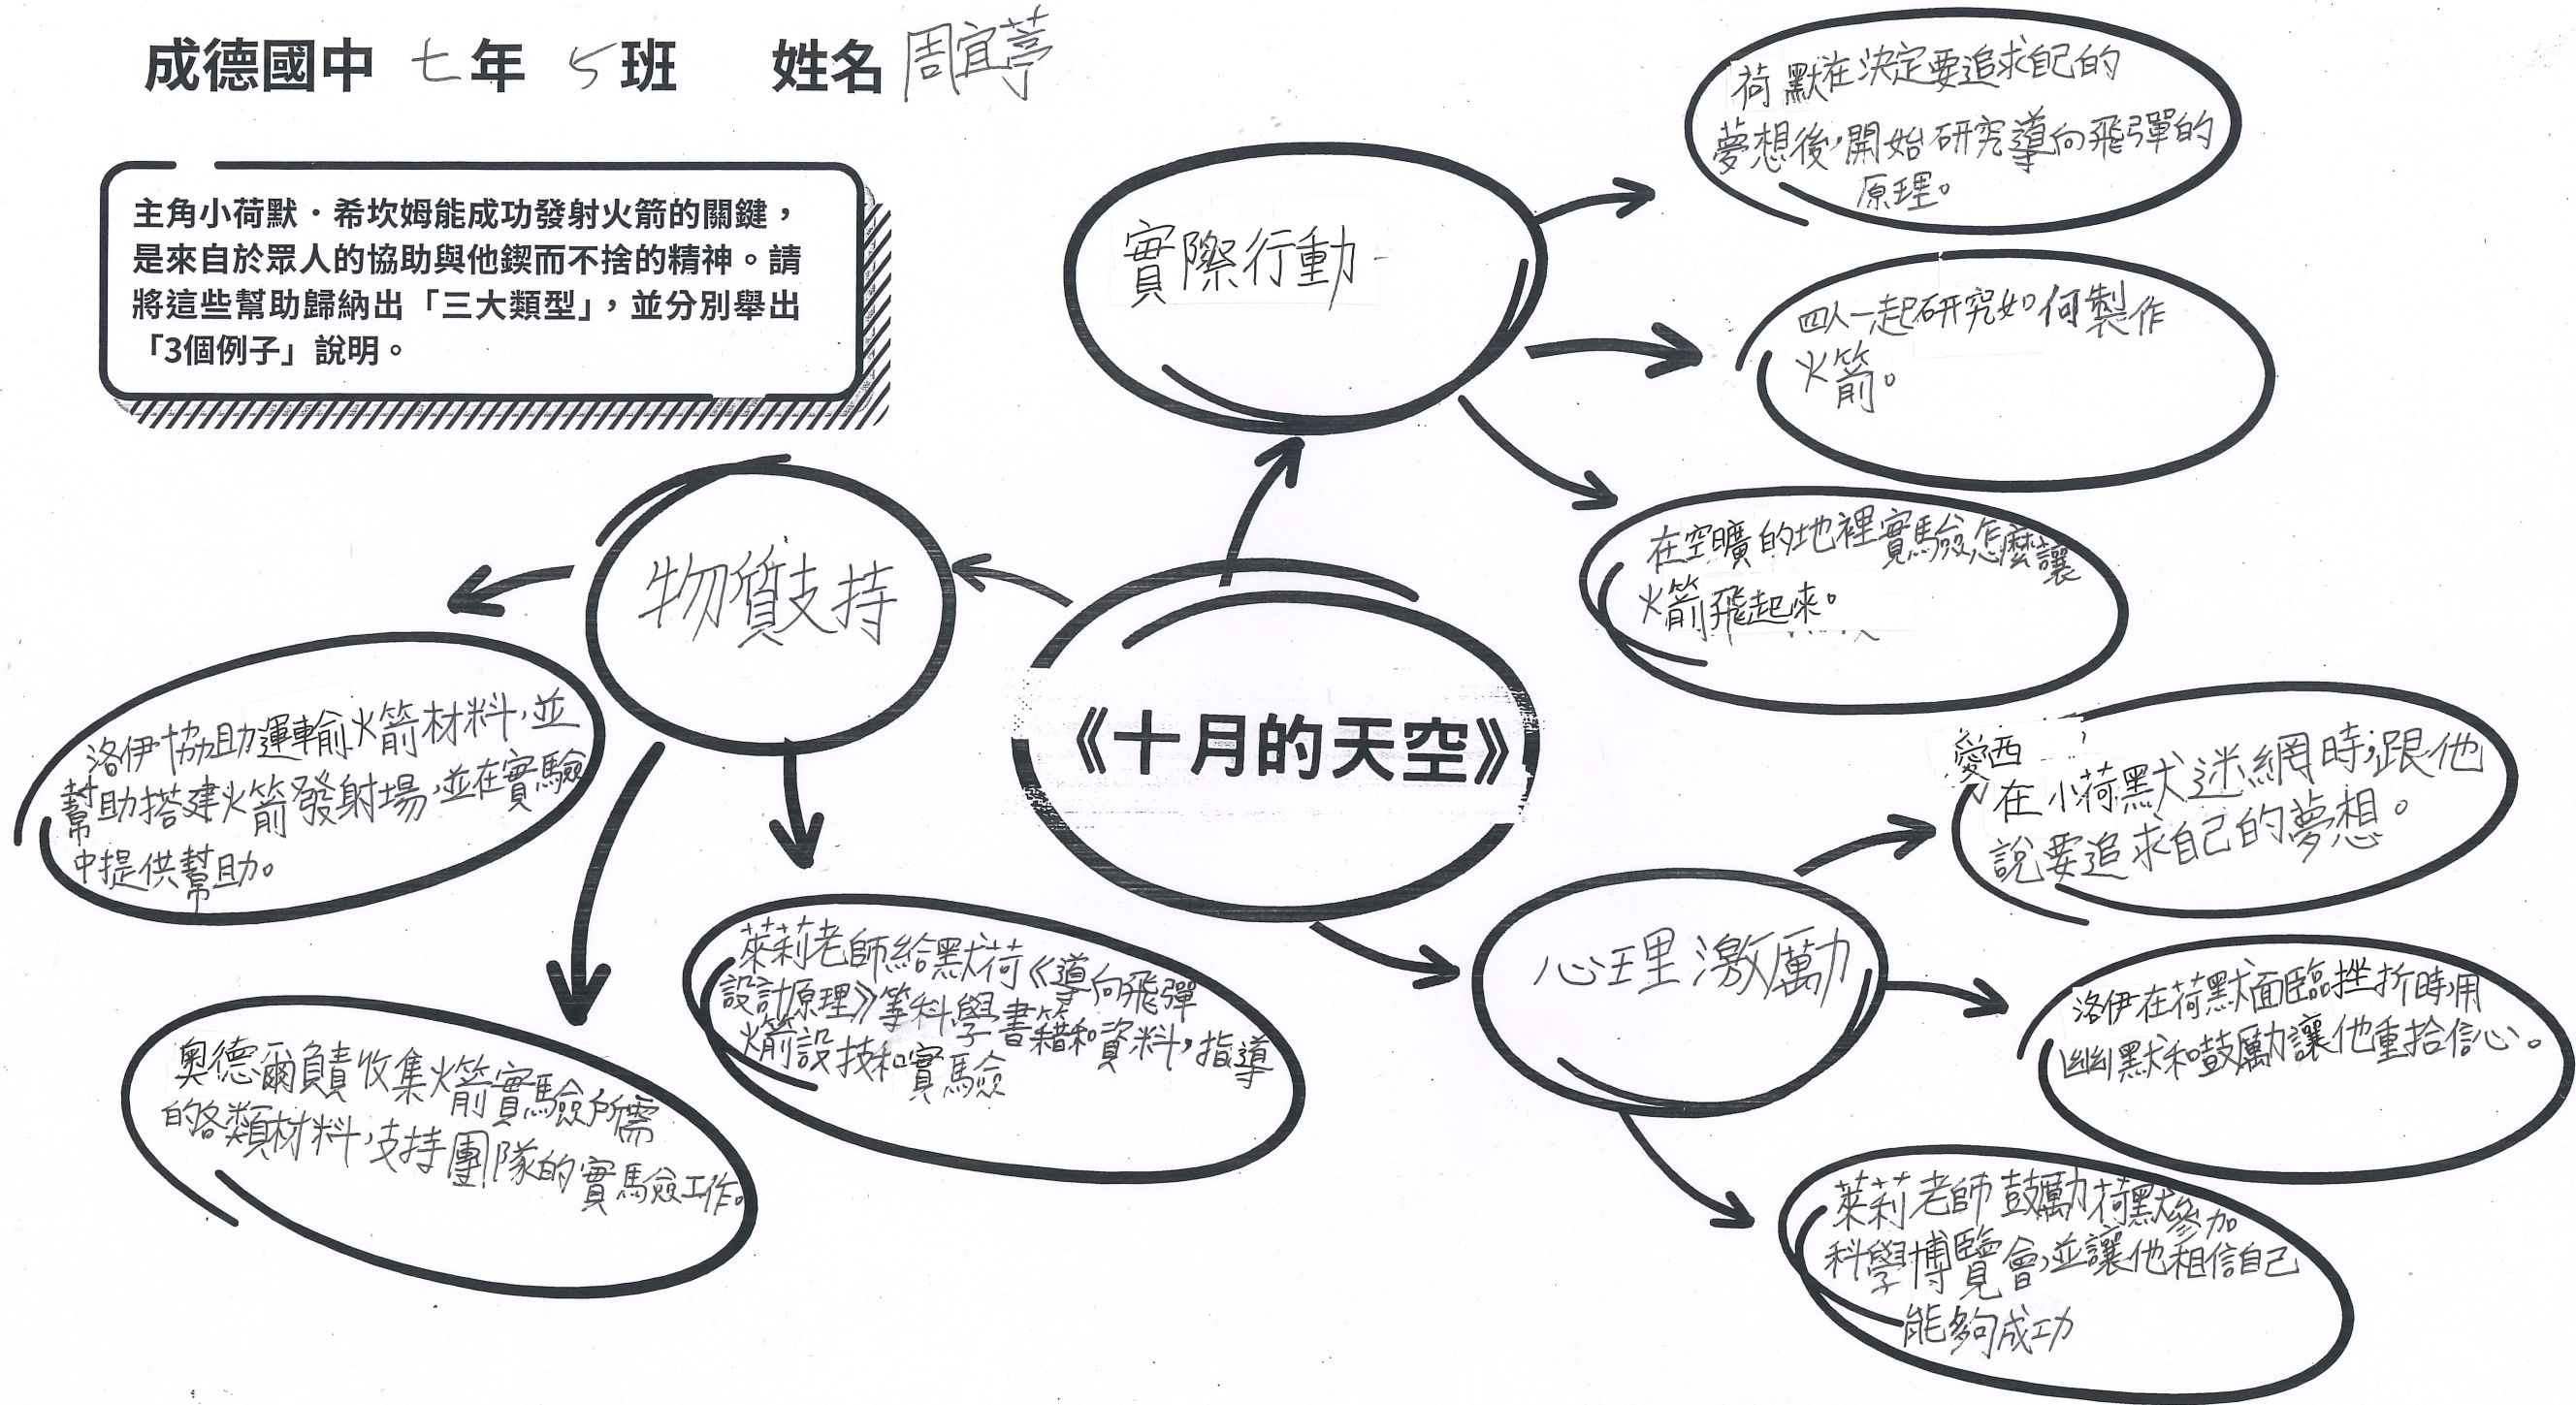 成德國中 七年 5班 姓名 周宜葶
主角小荷默．希坎姆能成功發射火箭的關鍵，
是來自於眾人的協助與他鍥而不捨的精神。請
將這些幫助歸納出「三大類型」，並分別舉出
「3個例子」說明。
《十月的天空》
實際行動
荷默在決定要追求自己的
夢想後，開始研究導向飛彈的
原理。
四人一起研究如何製作
火箭。
在空曠的地裡實驗怎麼讓
火箭飛起來。
物質支持
洛伊協助運輸火箭材料，並
幫助搭建火箭發射場，並在實驗
中提供幫助。
奧德爾負責收集火箭實驗所需
的各類材料，支持團隊的實驗工作。
萊莉老師給默荷《導向飛彈
設計原理》等科學書籍和資料，指導
火箭設技和實驗
心理激勵
愛西
在小荷默迷網時，跟他
說要追求自己的夢想。
洛伊在荷默面臨挫折時，用
幽默和鼓勵讓他重拾信心。
萊莉老師鼓勵荷默參加
科學博覽會，並讓他相信自己
能夠成功